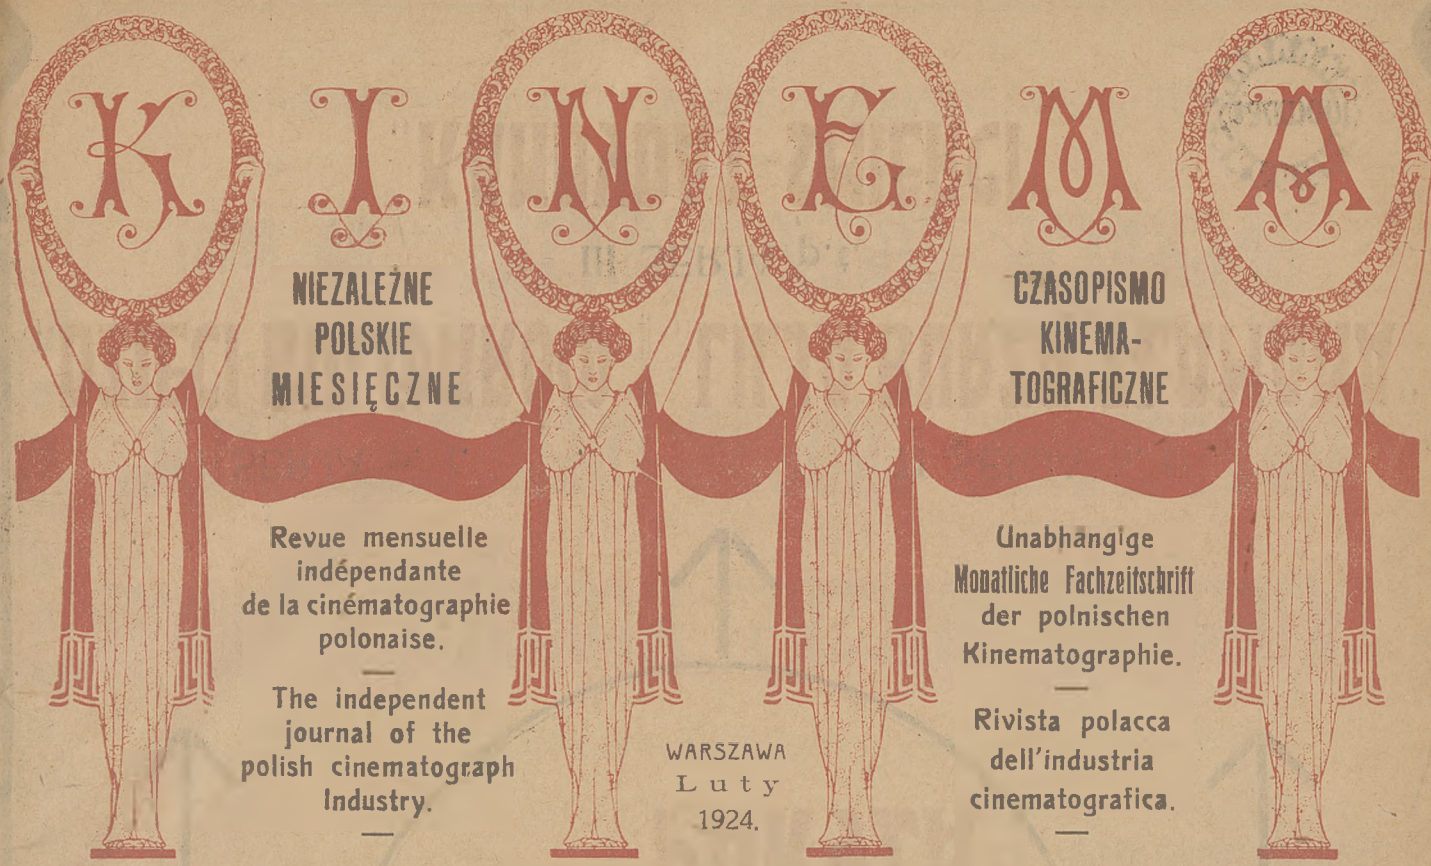 KINEMA
NIEZALEŻNE
POLSKIE
MIESIĘCZNE
CZASOPISMO
KINEMA-
TOGRAFICZNE
Revue mensuelle
indépendante
de la cinématographie
polonaise.
The independent
journal of the
polish cinematograph
Industry.
WARSZAWA
Luty
1924.
Unabhängige
Monatliche Fachzeitschrift
der polnischen
Kinematographie.
Rivista polacca
dell'industria
cinematografica.